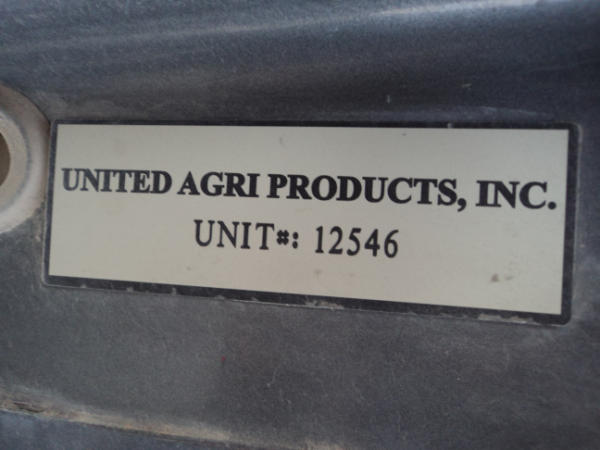 UNITED AGRI PRODUCTS, INC.
UNIT#: 12546